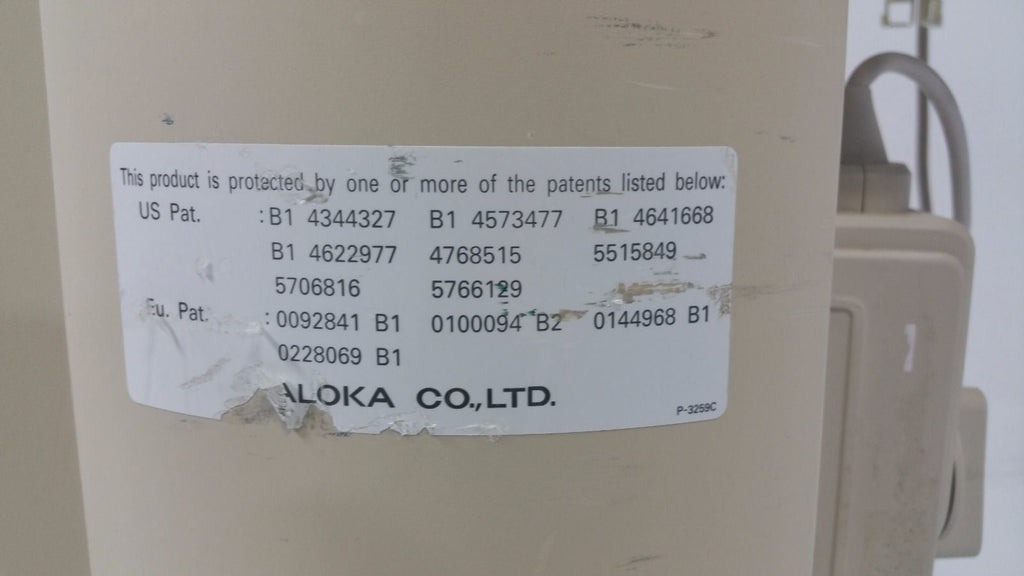 This product is protected by one or more of the patents listed below:
US Pat. : B1 4344327 B1 4573477 B1 4641668
B1 4622977 4768515 5515849
5706816 5766129
Eu. Pat. : 0092841 B1 0100094 B2 0144968 B1
0228069 B1
ALOKA CO.,LTD.
P-3259C